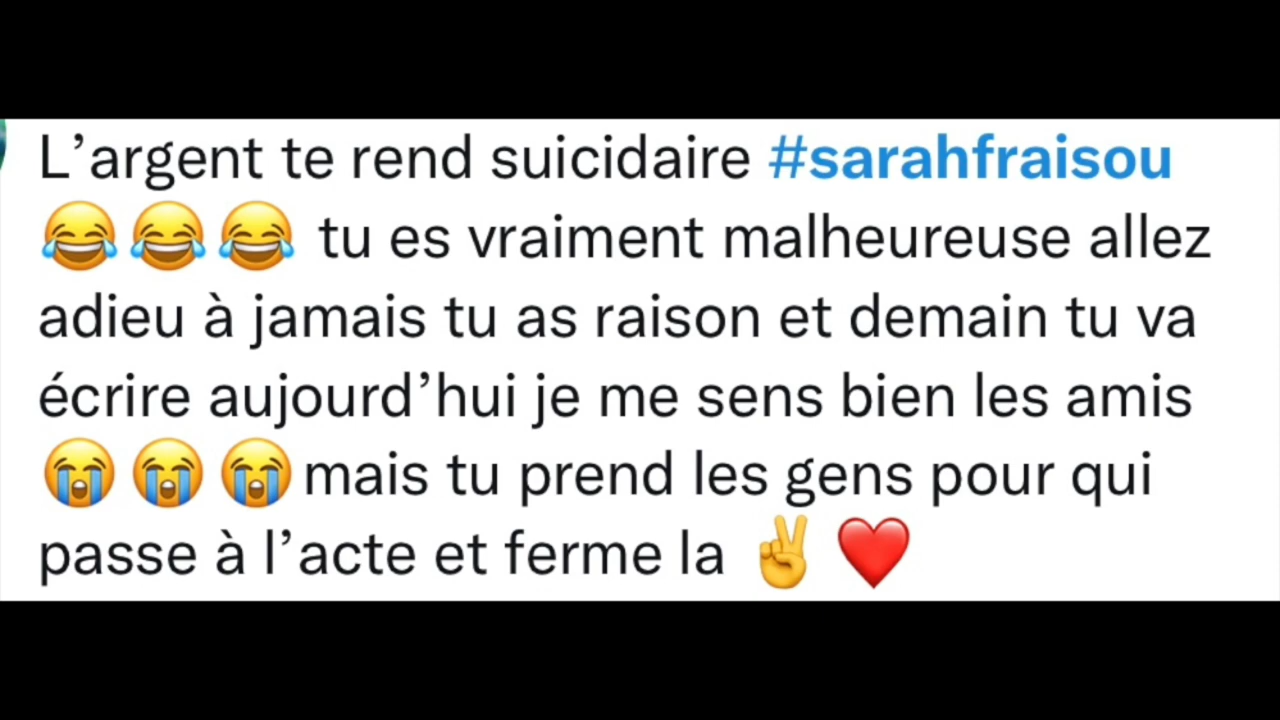 L’argent te rend suicidaire #sarahfraisou
😂😂😂 tu es vraiment malheureuse allez
adieu à jamais tu as raison et demain tu va
écrire aujourd’hui je me sens bien les amis
😭😭😭 mais tu prend les gens pour qui
passe à l’acte et ferme la ✌️ ❤️